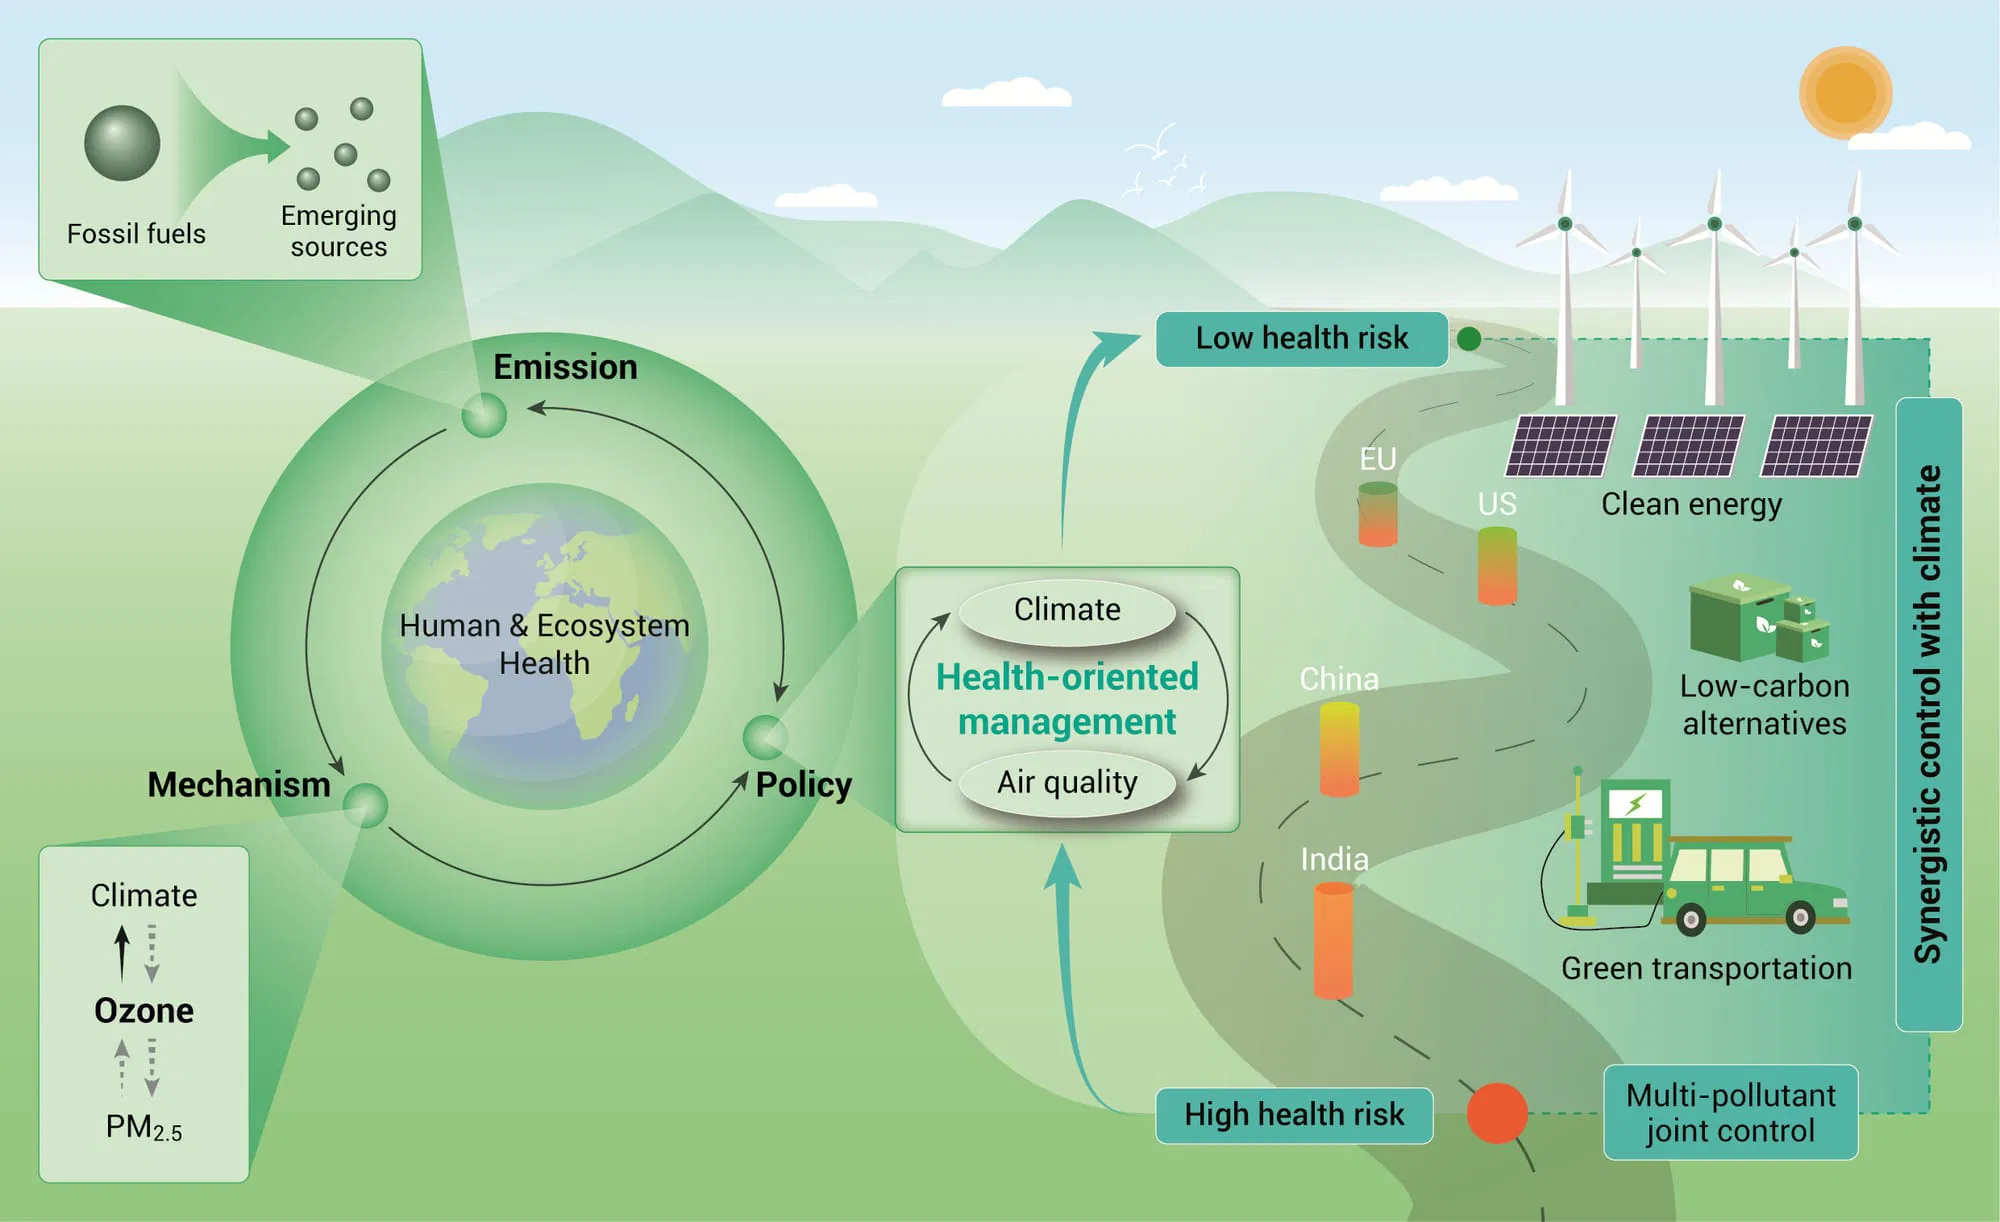 Fossil fuels
Emerging
sources
Emission
Human & Ecosystem
Health
Mechanism
Policy
Climate
Ozone
PM2.5
Climate
Health-oriented
management
Air quality
Low health risk
High health risk
EU
US
China
India
Clean energy
Low-carbon
alternatives
Green transportation
Multi-pollutant
joint control
Synergistic control with climate